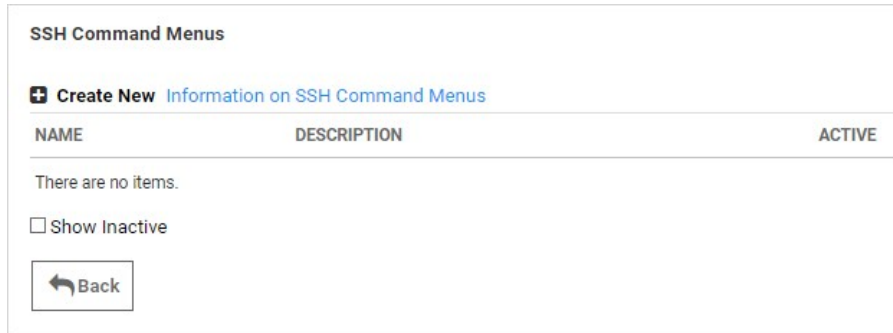 SSH Command Menus
Create New Information on SSH Command Menus
NAME DESCRIPTION ACTIVE
There are no items.
Show Inactive
Back